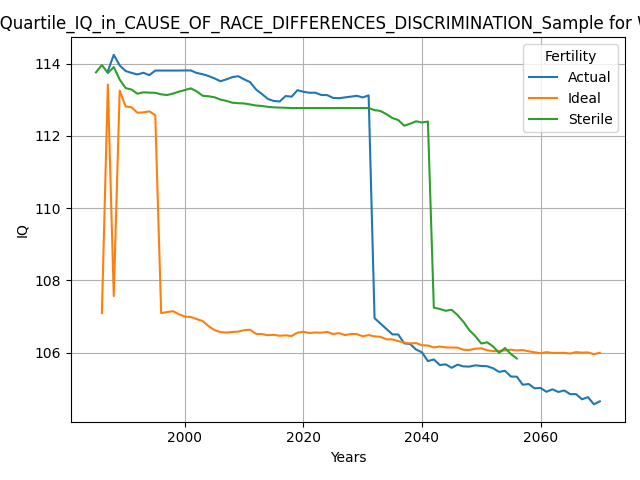 Quartile_IQ_in_CAUSE_OF_RACE_DIFFERENCES_DISCRIMINATION_Sample for
Fertility
Actual
Ideal
Sterile
114
112
110
108
106
IQ
2000
2020
2040
2060
Years